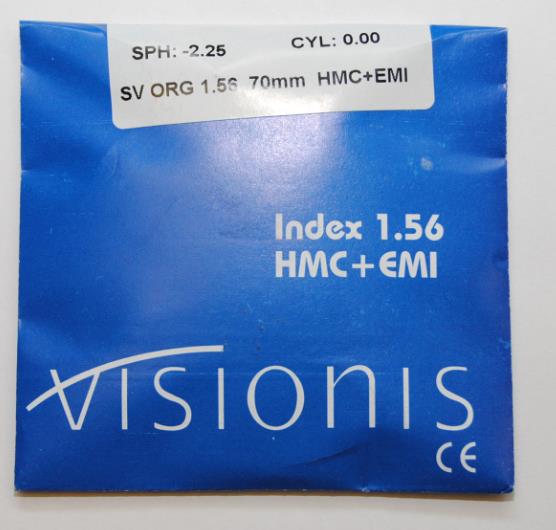 SPH: -2.25 CYL: 0.00
SV ORG 1.56 70mm HMC+EMI
Index 1.56
HMC+EMI
VISIONIS
CE